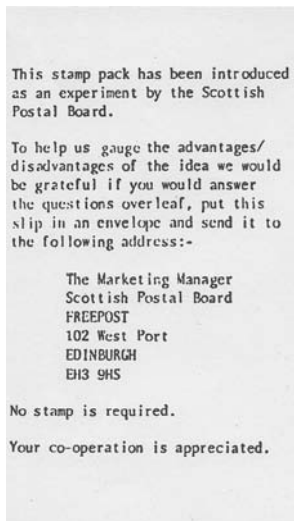 This stamp pack has been introduced
as an experiment by the Scottish
Postal Board.
To help us gauge the advantages/
disadvantages of the idea we would
be grateful if you would answer
the questions overleaf, put this
slip in an envelope and send it to
the following address:-
The Marketing Manager
Scottish Postal Board
FREEPOST
102 West Port
EDINBURGH
EH3 9HS
No stamp is required.
Your co-operation is appreciated.